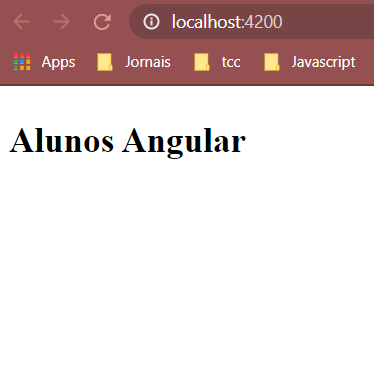 localhost:4200
Apps Jornais tcc Javascript
Alunos Angular